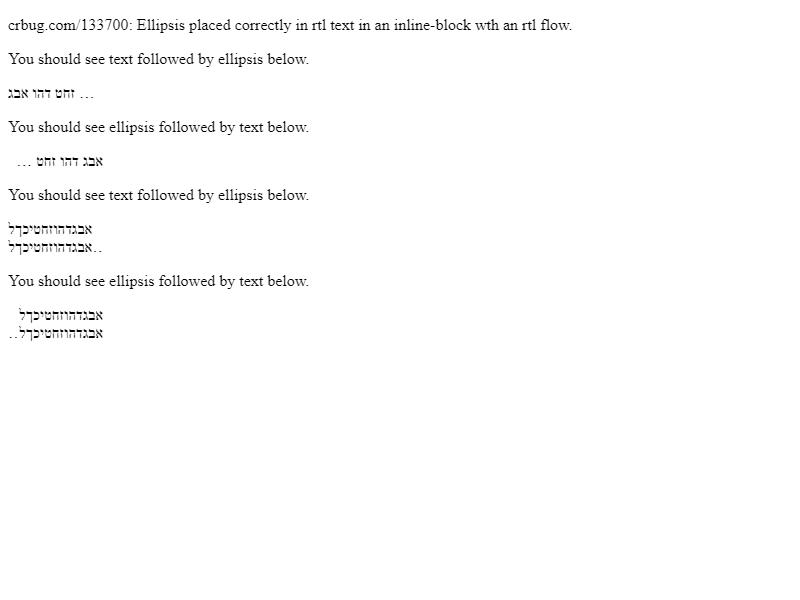 crbug.com/133700: Ellipsis placed correctly in rtl text in an inline-block wth an rtl flow.
You should see text followed by ellipsis below.
אבג דהו זחט …
You should see ellipsis followed by text below.
אבג דהו זחט …
You should see text followed by ellipsis below.
אבגדהוזחטיכךל
אבגדהוזחטיכךל..
You should see ellipsis followed by text below.
אבגדהוזחטיכךל
אבגדהוזחטיכךל..